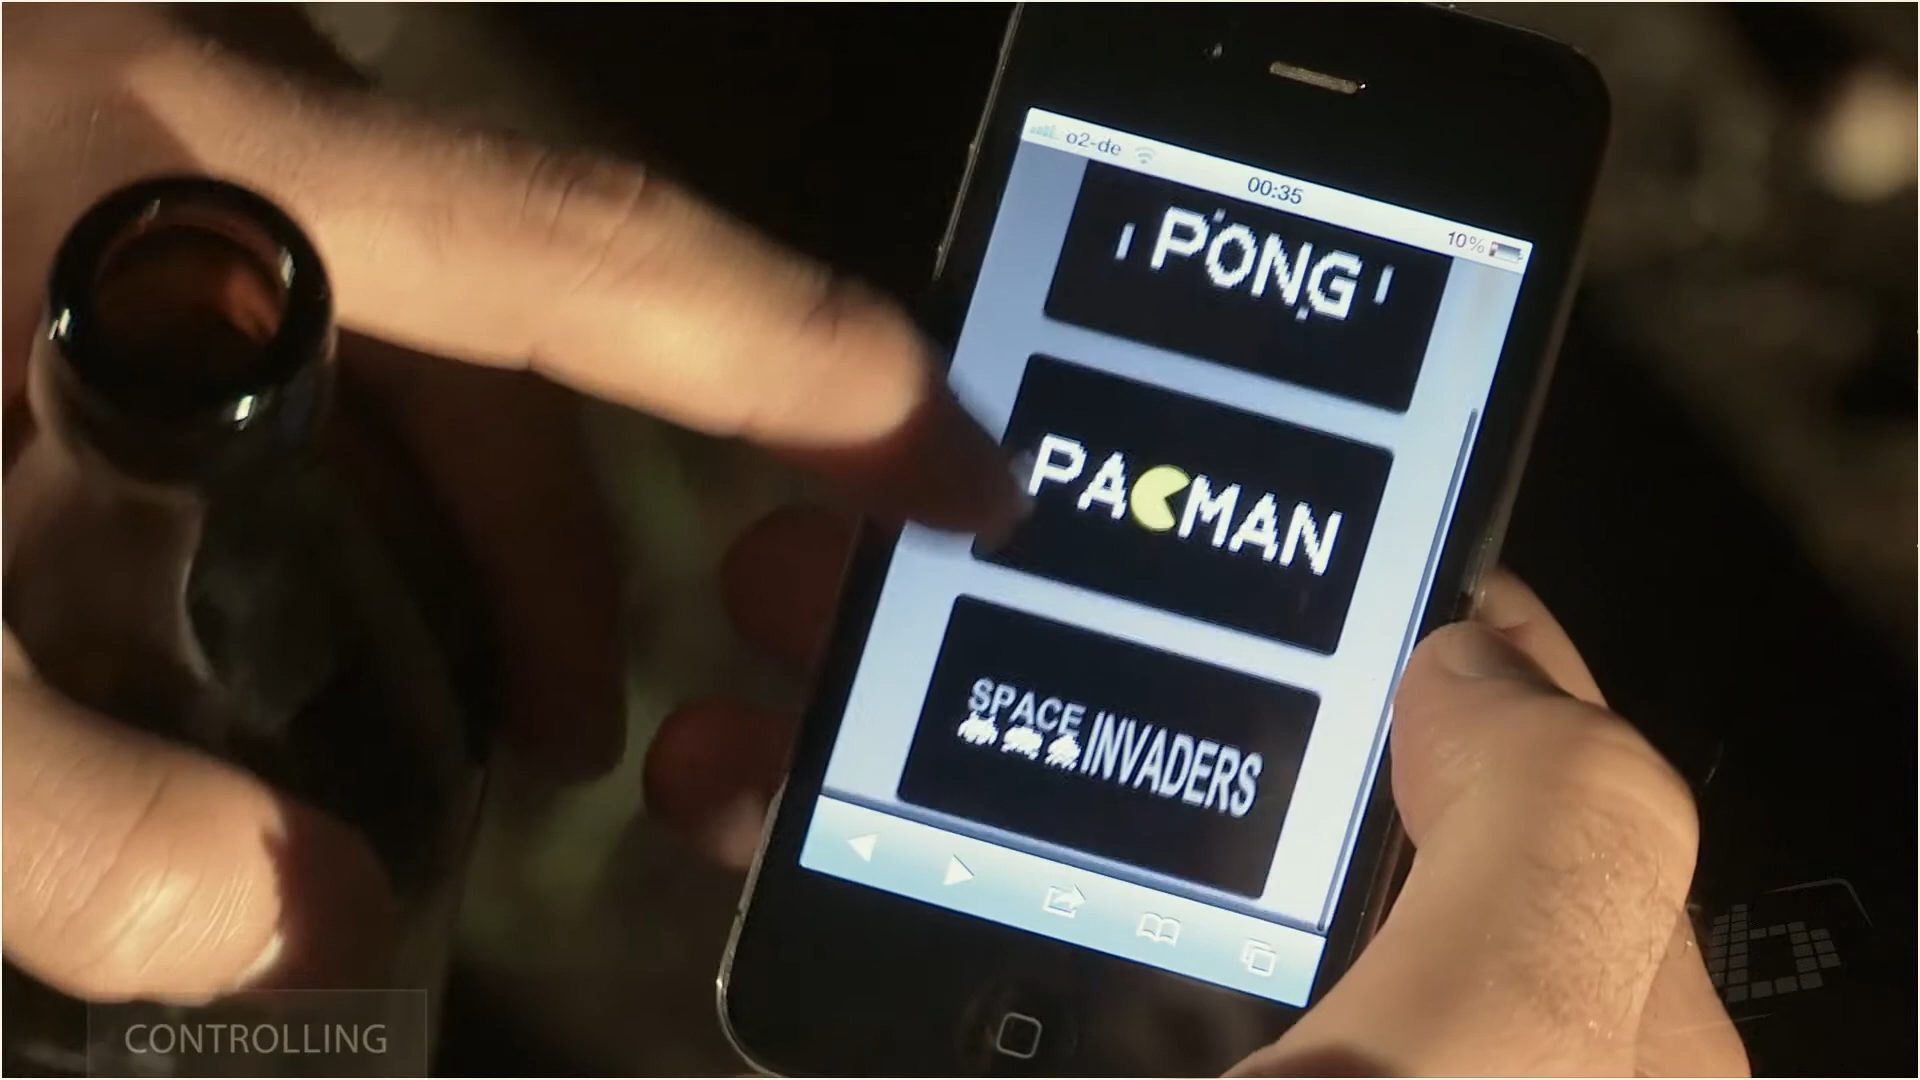 o2-de
00:35
10%
PONG
PACMAN
SPACE
INVADERS
CONTROLLING